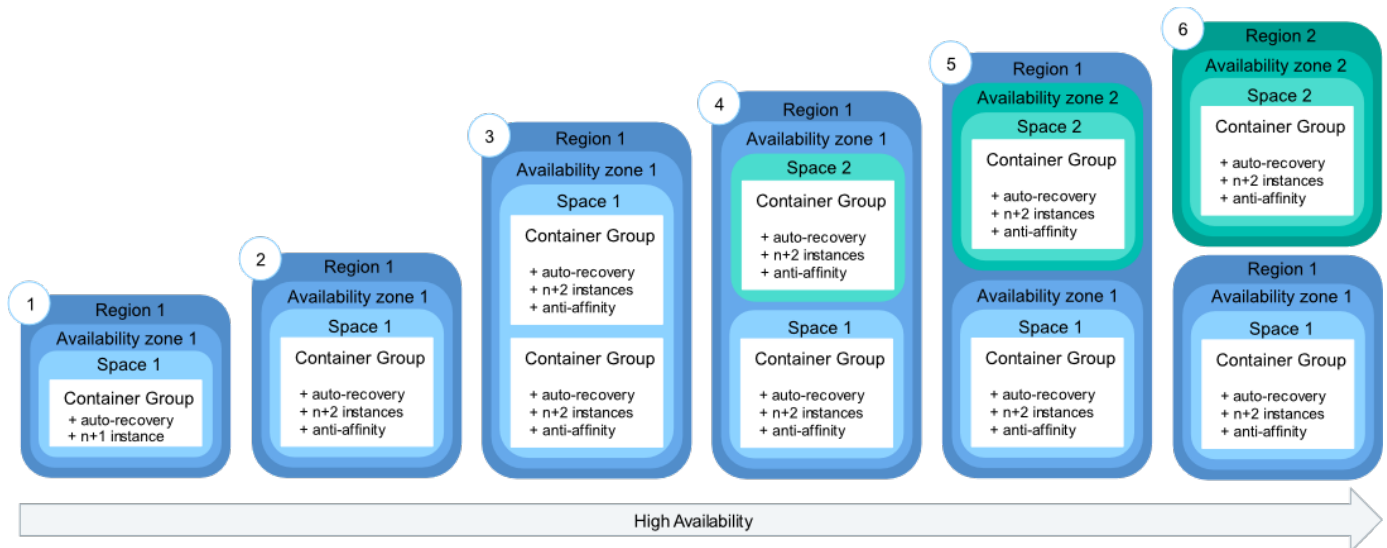 1
Region 1
Availability zone 1
Space 1
Container Group
+ auto-recovery
+ n+1 instance
2
Region 1
Availability zone 1
Space 1
Container Group
+ auto-recovery
+ n+2 instances
+ anti-affinity
3
Region 1
Availability zone 1
Space 1
Container Group
+ auto-recovery
+ n+2 instances
+ anti-affinity
Container Group
+ auto-recovery
+ n+2 instances
+ anti-affinity
4
Region 1
Availability zone 1
Space 2
Container Group
+ auto-recovery
+ n+2 instances
+ anti-affinity
Space 1
Container Group
+ auto-recovery
+ n+2 instances
+ anti-affinity
5
Region 1
Availability zone 2
Space 2
Container Group
+ auto-recovery
+ n+2 instances
+ anti-affinity
Availability zone 1
Space 1
Container Group
+ auto-recovery
+ n+2 instances
+ anti-affinity
6
Region 2
Availability zone 2
Space 2
Container Group
+ auto-recovery
+ n+2 instances
+ anti-affinity
Region 1
Availability zone 1
Space 1
Container Group
+ auto-recovery
+ n+2 instances
+ anti-affinity
High Availability